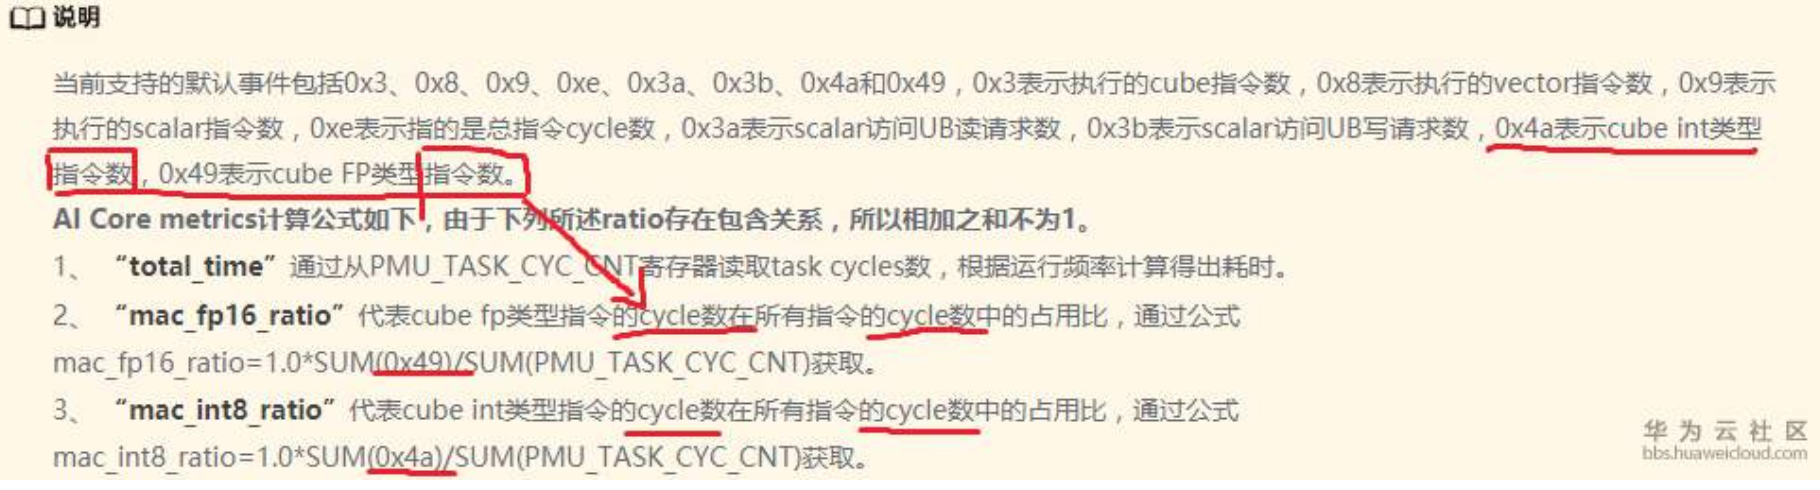 说明
当前支持的默认事件包括0x3、0x8、0x9、0xe、0x3a、0x3b、0x4a和0x49，0x3表示执行的cube指令数，0x8表示执行的vector指令数，0x9表示
执行的scalar指令数，0xe表示指的是总指令cycle数，0x3a表示scalar访问UB读请求数，0x3b表示scalar访问UB写请求数，0x4a表示cube int类型
指令数，0x49表示cube FP类型指令数。
AI Core metrics计算公式如下，由于下列所述ratio存在包含关系，所以相加之和不为1。
1、 “total_time”通过从PMU_TASK_CYC_CNT寄存器读取task cycles数，根据运行频率计算得出耗时。
2、 “mac_fp16_ratio”代表cube fp类型指令的cycle数在所有指令的cycle数中的占用比，通过公式
mac_fp16_ratio=1.0*SUM(0x49)/SUM(PMU_TASK_CYC_CNT)获取。
3、 “mac_int8_ratio”代表cube int类型指令的cycle数在所有指令的cycle数中的占用比，通过公式
mac_int8_ratio=1.0*SUM(0x4a)/SUM(PMU_TASK_CYC_CNT)获取。
华为云社区
bbs.huaweicloud.com